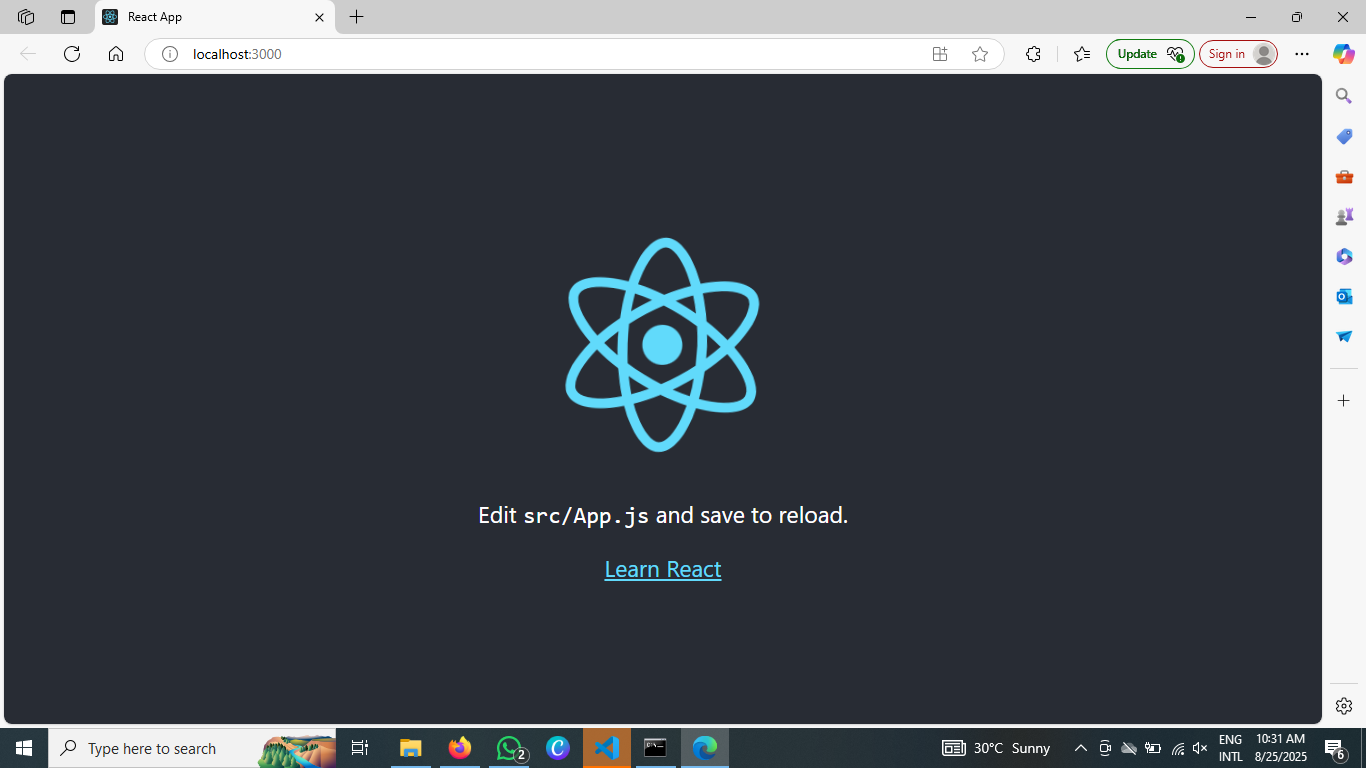 React App
localhost:3000
Update
Sign in
Edit src/App.js and save to reload.
Learn React
Type here to search
2
30°C Sunny
ENG
INTL
10:31 AM
8/25/2025
6